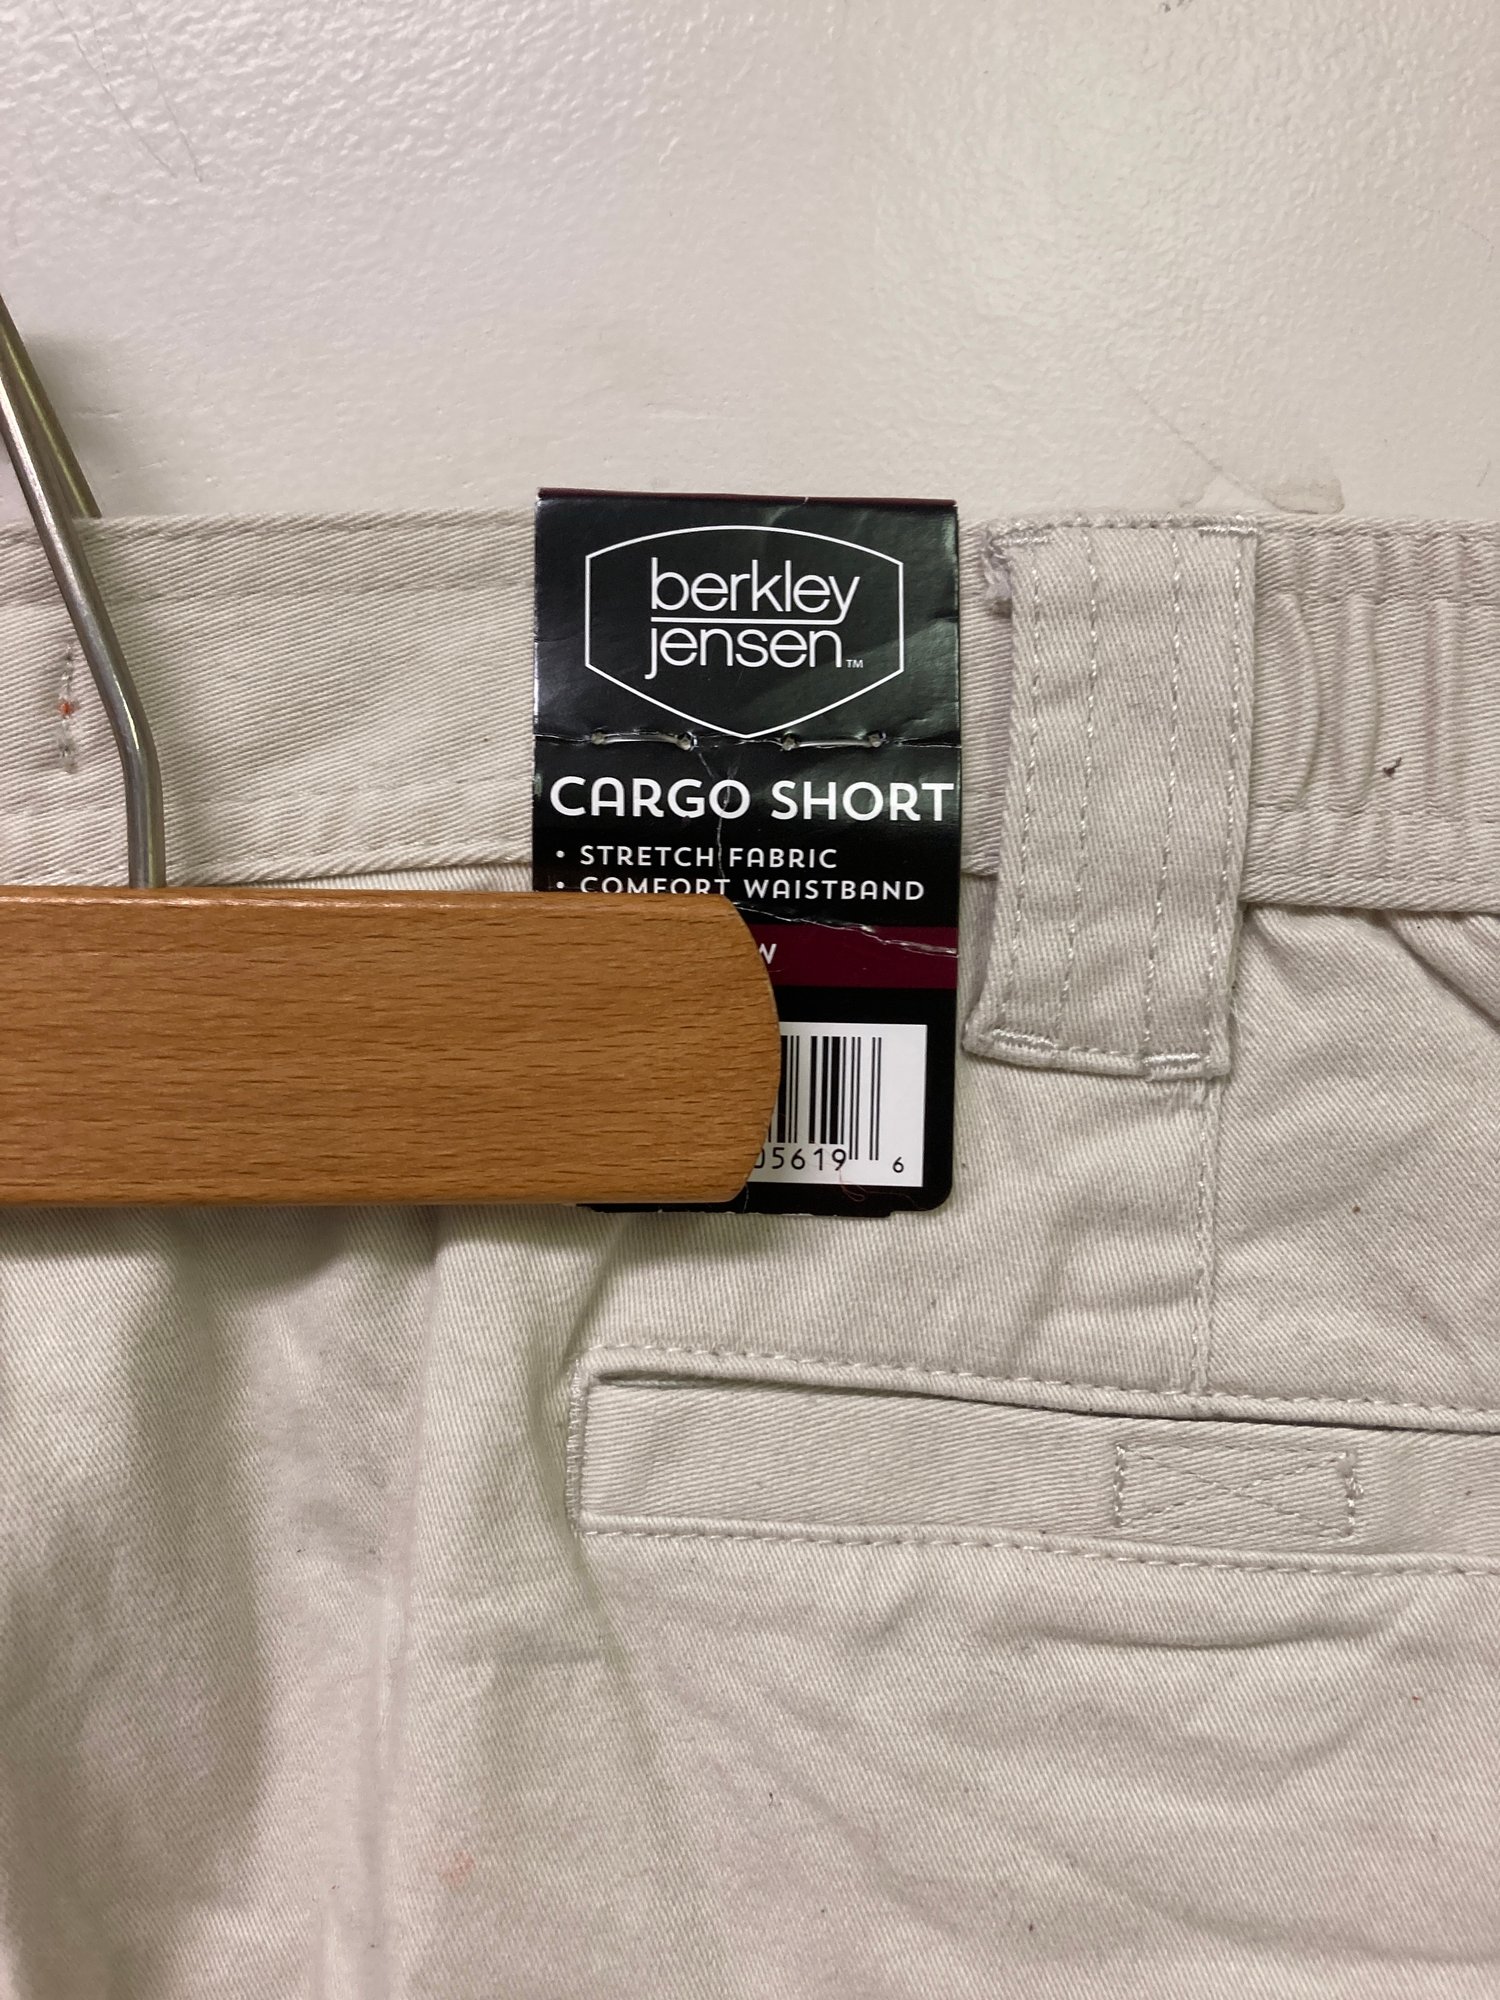 berkley
jensen™
CARGO SHORT
• STRETCH FABRIC
• COMFORT WAISTBAND
W
05619 6